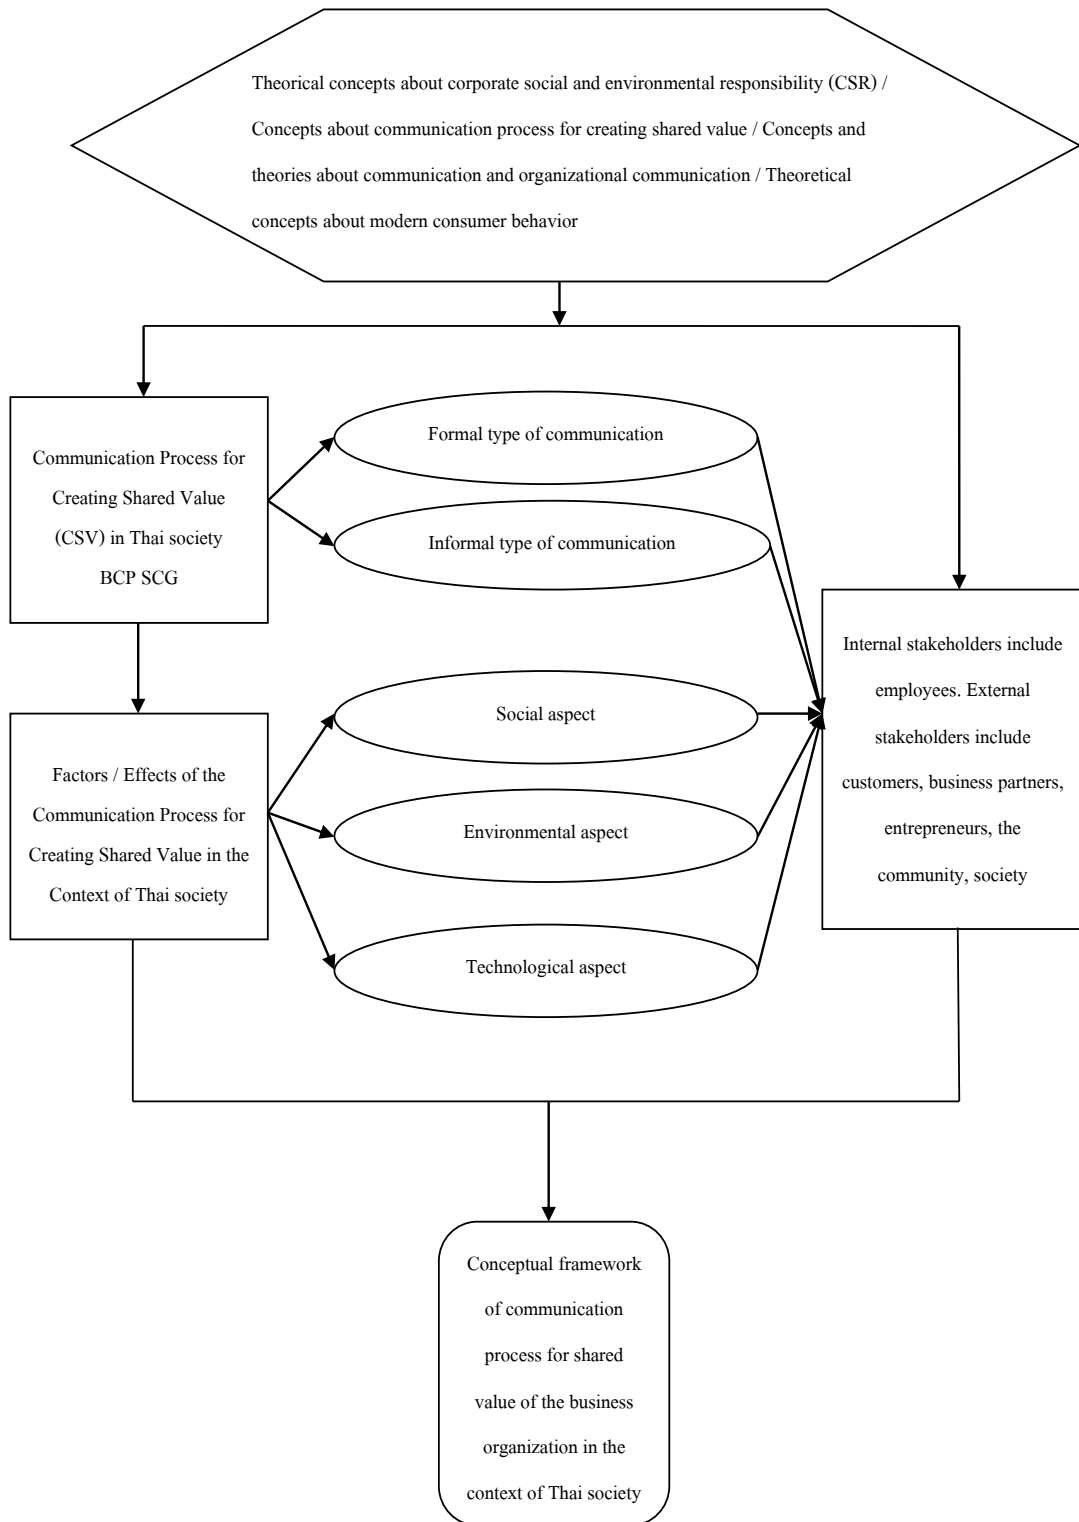 Theorical concepts about corporate social and environmental responsibility (CSR) /
Concepts about communication process for creating shared value / Concepts and
theories about communication and organizational communication / Theoretical
concepts about modern consumer behavior
Communication Process for
Creating Shared Value
(CSV) in Thai society
BCP SCG
Formal type of communication
Informal type of communication
Internal stakeholders include
employees. External
stakeholders include
customers, business partners,
entrepreneurs, the
community, society
Factors / Effects of the
Communication Process for
Creating Shared Value in the
Context of Thai society
Social aspect
Environmental aspect
Technological aspect
Conceptual framework
of communication
process for shared
value of the business
organization in the
context of Thai society